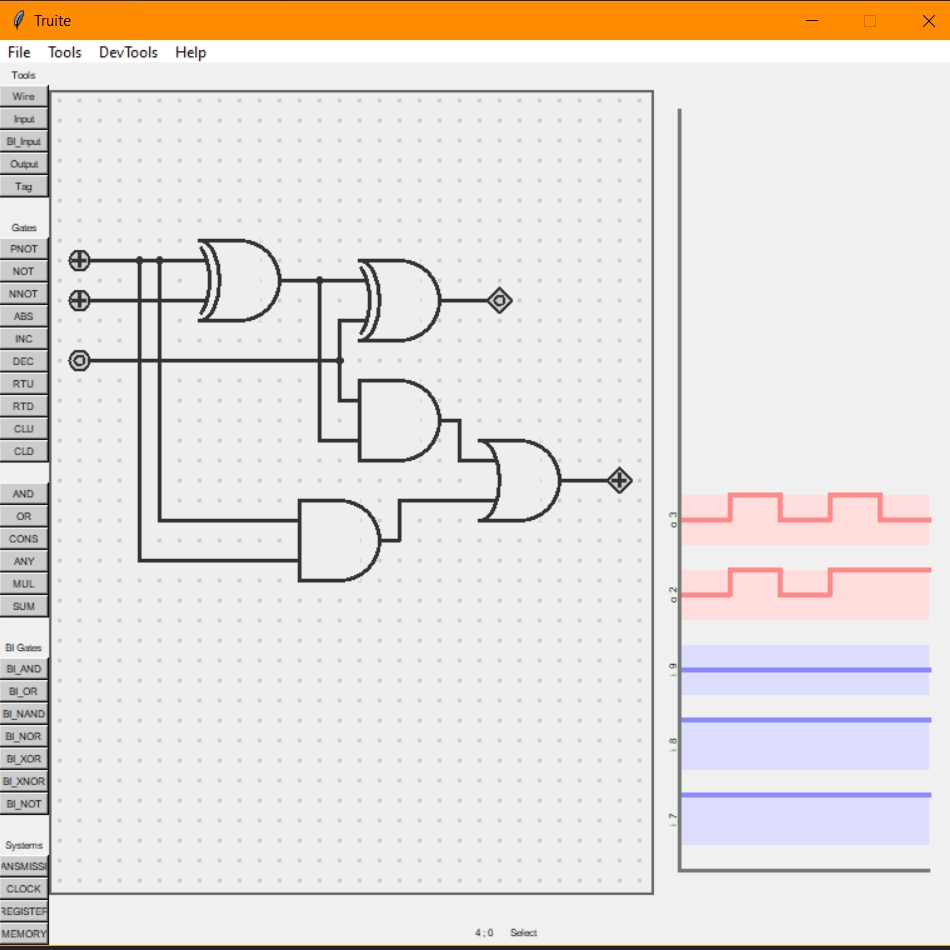 Truite
File Tools DevTools Help
Tools
Wire
Input
BI_Input
Output
Tag
Gates
PNOT
NOT
NNOT
ABS
INC
DEC
RTU
RTD
CLU
CLD
AND
OR
CONS
ANY
MUL
SUM
BI Gates
BI_AND
BI_OR
BI_NAND
BI_NOR
BI_XOR
BI_XNOR
BI_NOT
Systems
ANSMISSI
CLOCK
REGISTER
MEMORY
o 3
o 2
i 9
i 8
i 7
4 ; 0 Select